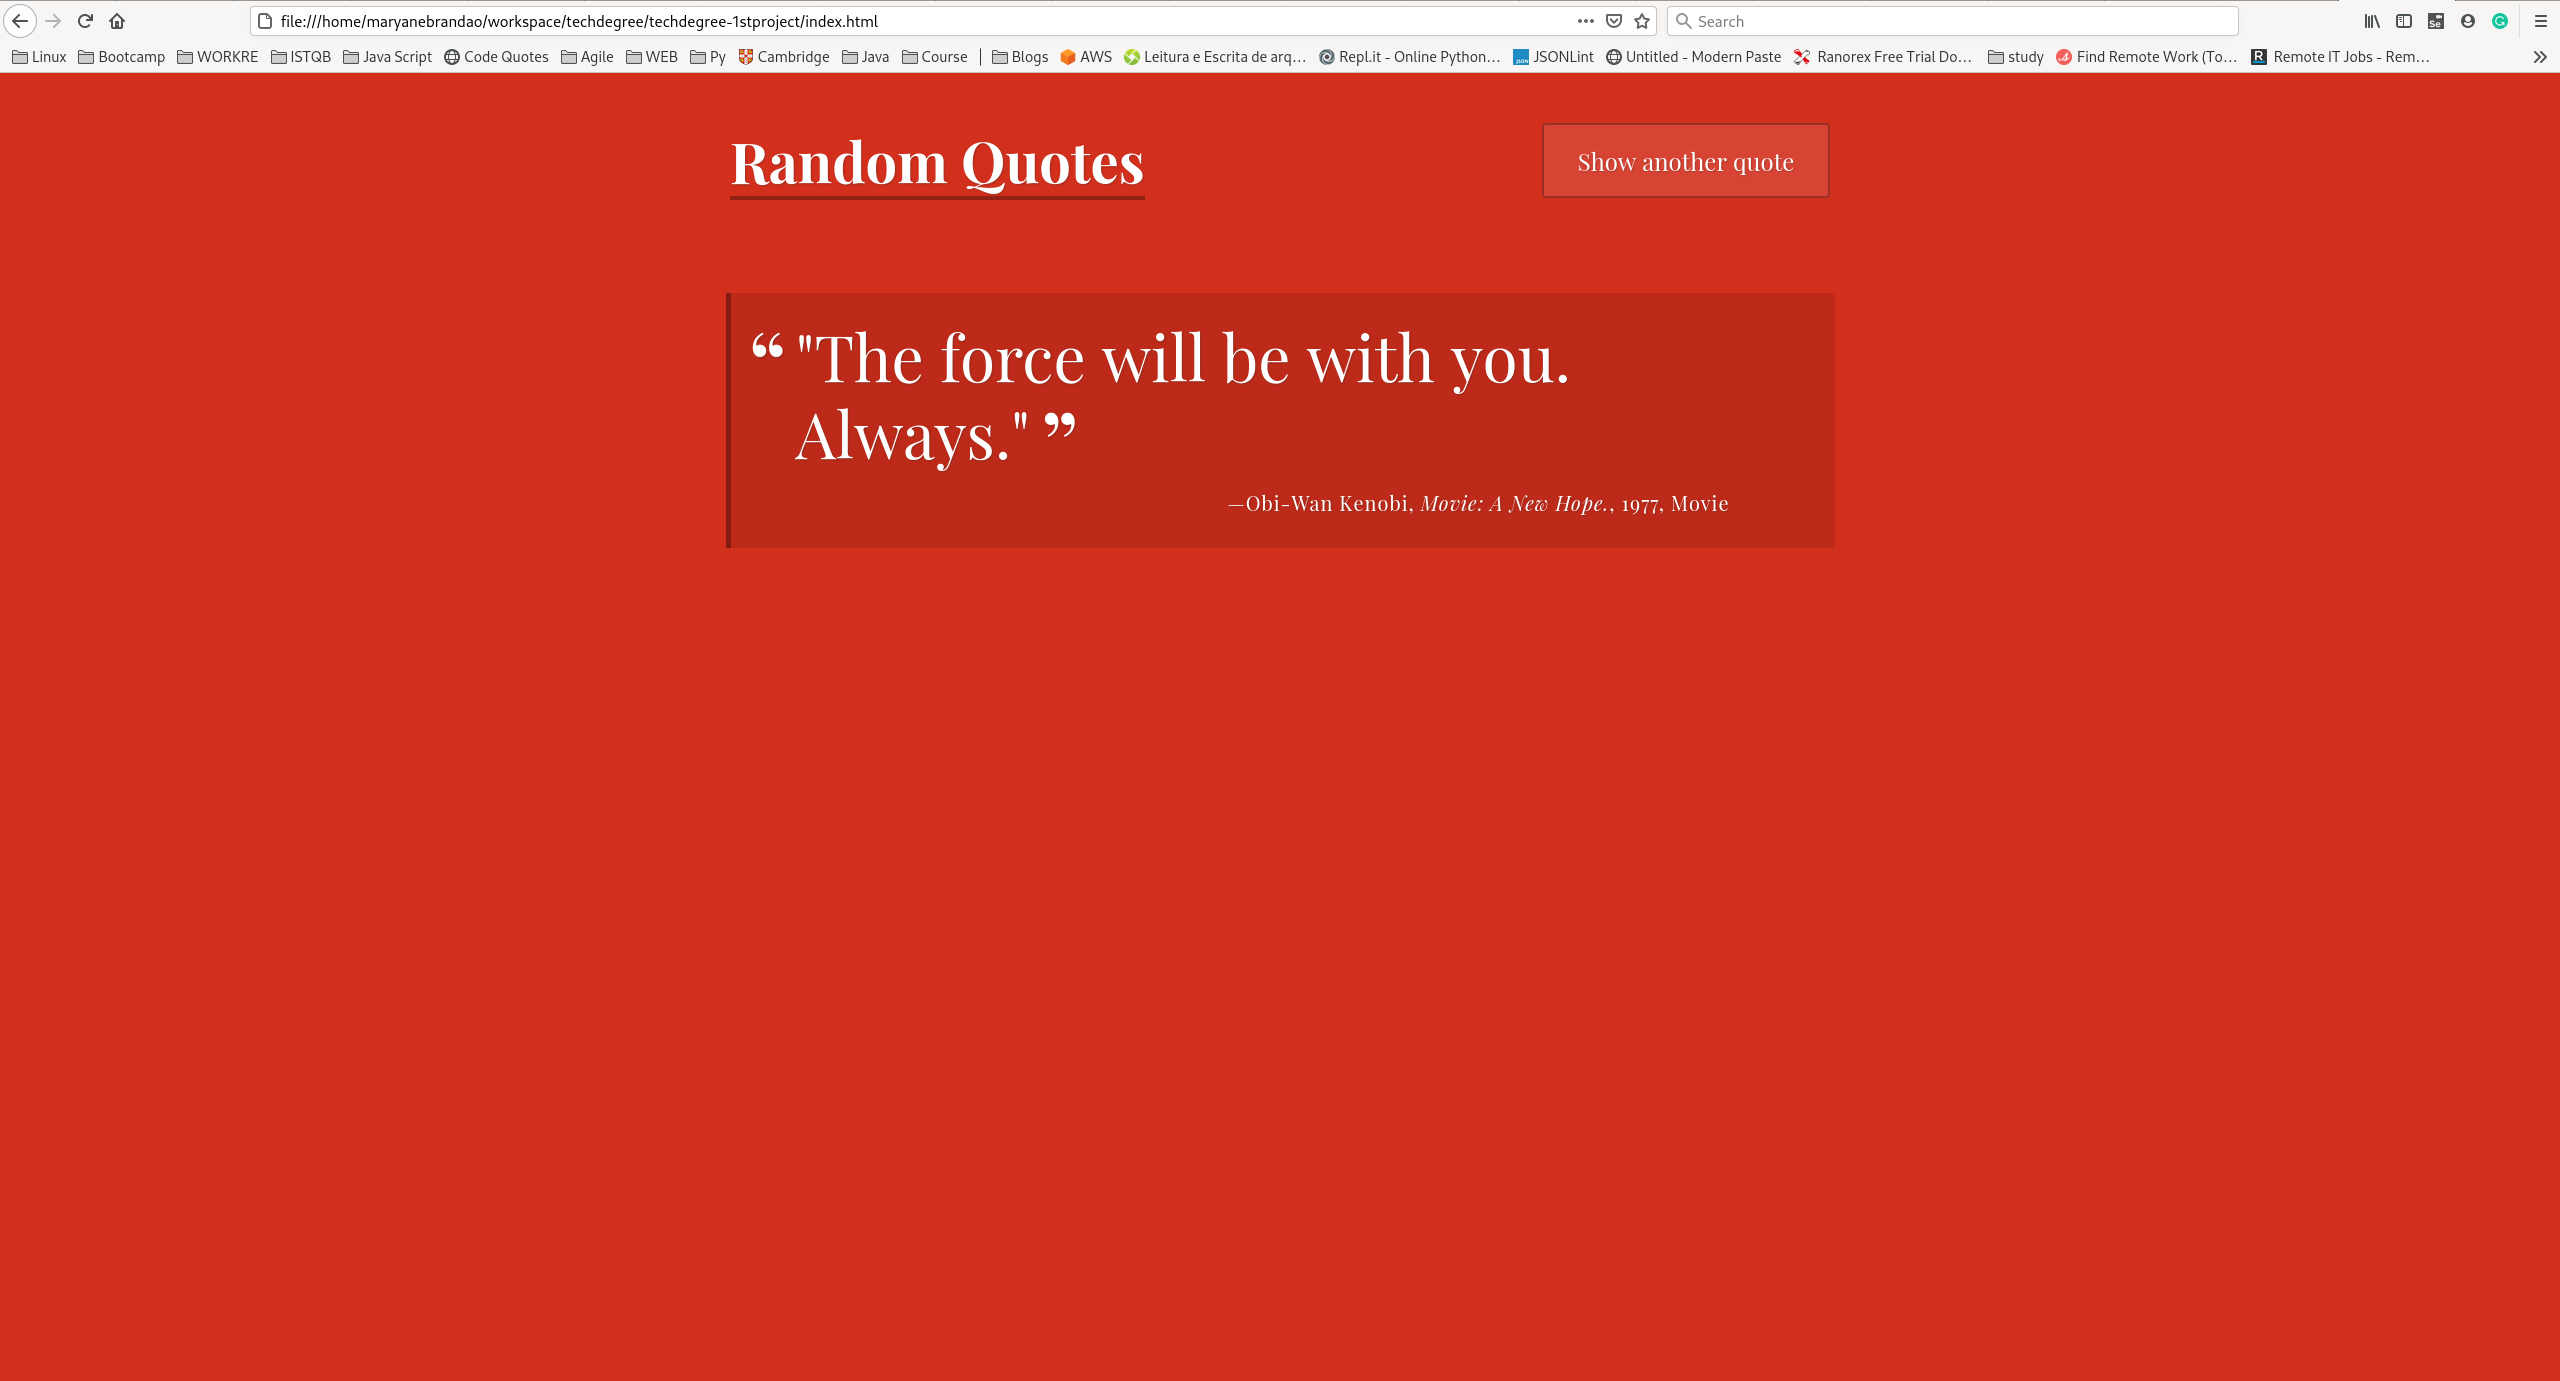 file:///home/maryanebrandao/workspace/techdegree/techdegree-1stproject/index.html
Search
Linux Bootcamp WORKRE ISTQB Java Script Code Quotes Agile WEB Py Cambridge Java Course Blogs AWS Leitura e Escrita de arq… Repl.it - Online Python… JSONLint Untitled - Modern Paste Ranorex Free Trial Do… study Find Remote Work (To… Remote IT Jobs - Rem…
Random Quotes
Show another quote
“ "The force will be with you.
Always." ”
—Obi-Wan Kenobi, Movie: A New Hope., 1977, Movie